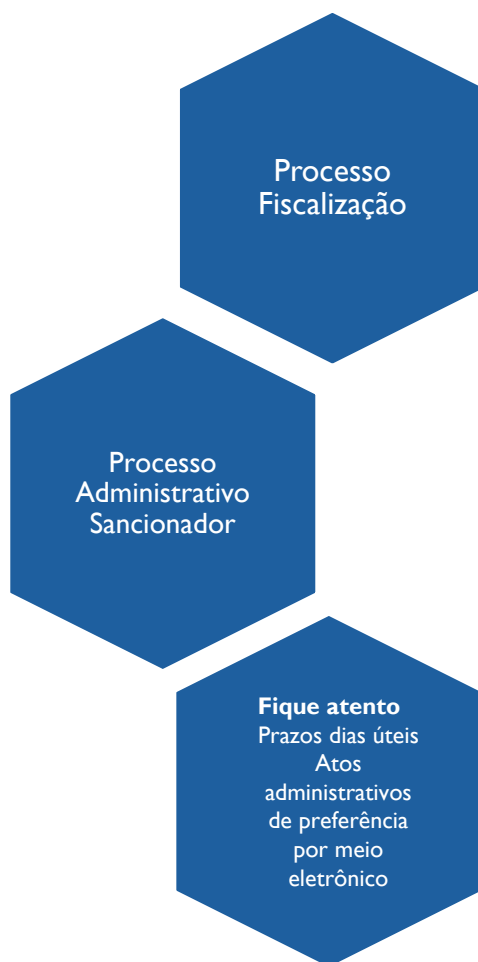 Processo
Fiscalização
Processo
Administrativo
Sancionador
Fique atento
Prazos dias úteis
Atos
administrativos
de preferência
por meio
eletrônico